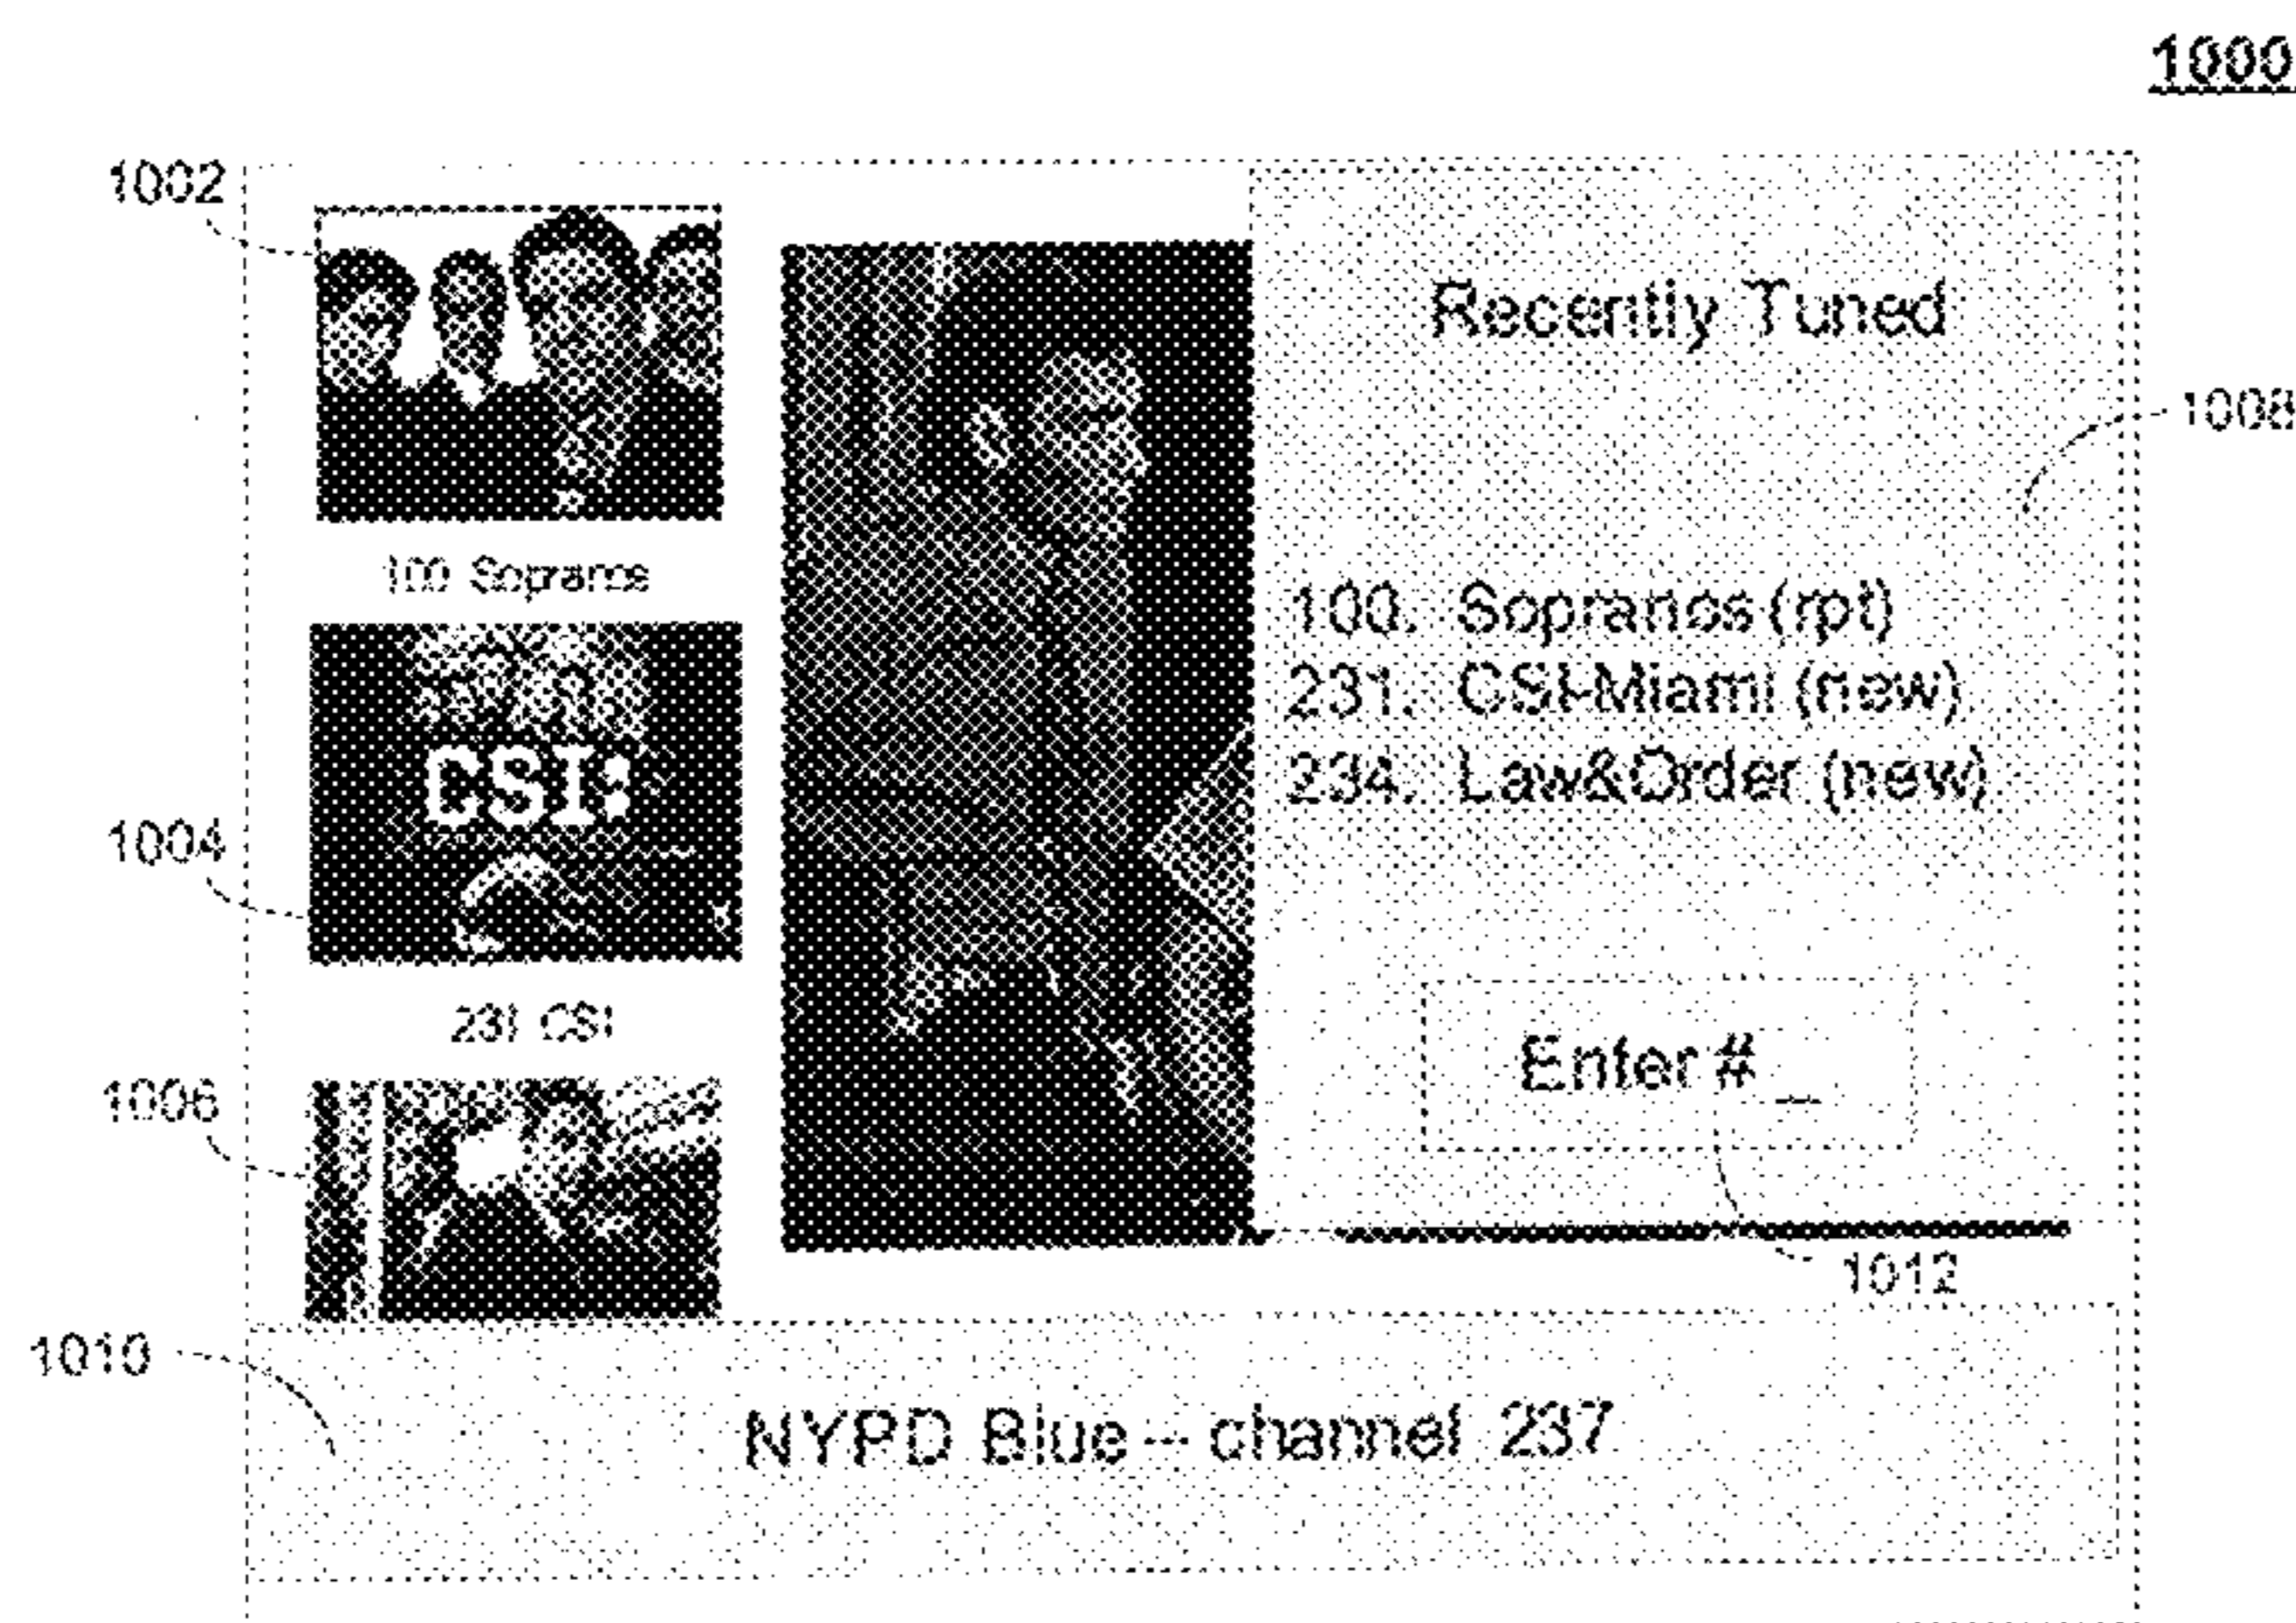 1000
1002
Recently Tuned
1008
100 Sopranos
100. Sopranos (rpt)
231. CSI-Miami (new)
234. Law&Order (new)
CSI:
1004
231 CSI
Enter # _
1006
1012
1010
NYPD Blue -- channel 237